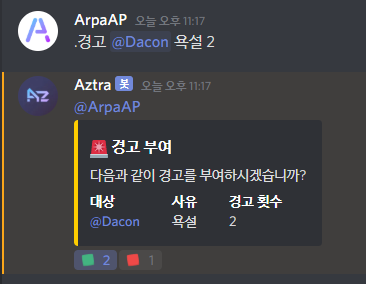 ArpaAP 오늘 오후 11:17
.경고 @Dacon 욕설 2
Aztra 봇 오늘 오후 11:17
@ArpaAP
🚨 경고 부여
다음과 같이 경고를 부여하시겠습니까?
대상 사유 경고 횟수
@Dacon 욕설 2
2 1